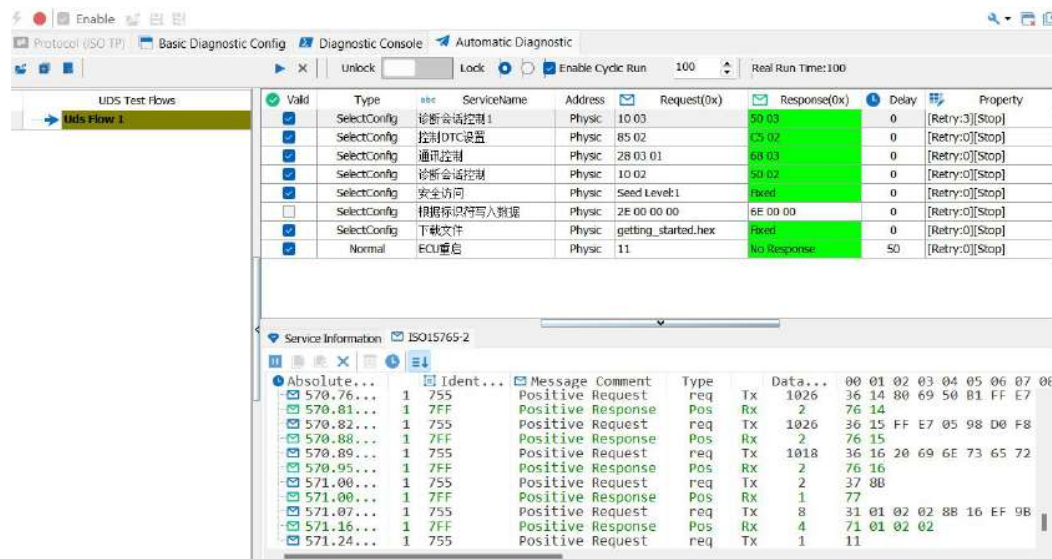 Enable
Protocol (ISO TP) Basic Diagnostic Config Diagnostic Console Automatic Diagnostic
Unlock Lock Enable Cyclic Run 100 Real Run Time:100
UDS Test Flows
Uds Flow 1
Valid Type abc ServiceName Address Request(0x) Response(0x) Delay Property
SelectConfig 诊断会话控制1 Physic 10 03 50 03 0 [Retry:3][Stop]
SelectConfig 控制DTC设置 Physic 85 02 C5 02 0 [Retry:0][Stop]
SelectConfig 通讯控制 Physic 28 03 01 68 03 0 [Retry:0][Stop]
SelectConfig 诊断会话控制 Physic 10 02 50 02 0 [Retry:0][Stop]
SelectConfig 安全访问 Physic Seed Level:1 Fixed 0 [Retry:0][Stop]
SelectConfig 根据标识符写入数据 Physic 2E 00 00 00 6E 00 00 0 [Retry:0][Stop]
SelectConfig 下载文件 Physic getting_started.hex Fixed 0 [Retry:0][Stop]
Normal ECU重启 Physic 11 No Response 50 [Retry:0][Stop]
Service Information ISO15765-2
Absolute... Ident... Message Comment Type Data... 00 01 02 03 04 05 06 07
570.76... 1 755 Positive Request req Tx 1026 36 14 80 69 50 B1 FF E7
570.81... 1 7FF Positive Response Pos Rx 2 76 14
570.82... 1 755 Positive Request req Tx 1026 36 15 FF E7 05 98 D0 F8
570.88... 1 7FF Positive Response Pos Rx 2 76 15
570.89... 1 755 Positive Request req Tx 1018 36 16 20 69 6E 73 65 72
570.95... 1 7FF Positive Response Pos Rx 2 76 16
571.00... 1 755 Positive Request req Tx 2 37 8B
571.00... 1 7FF Positive Response Pos Rx 1 77
571.07... 1 755 Positive Request req Tx 8 31 01 02 02 8B 16 EF 9B
571.16... 1 7FF Positive Response Pos Rx 4 71 01 02 02
571.24... 1 755 Positive Request req Tx 1 11